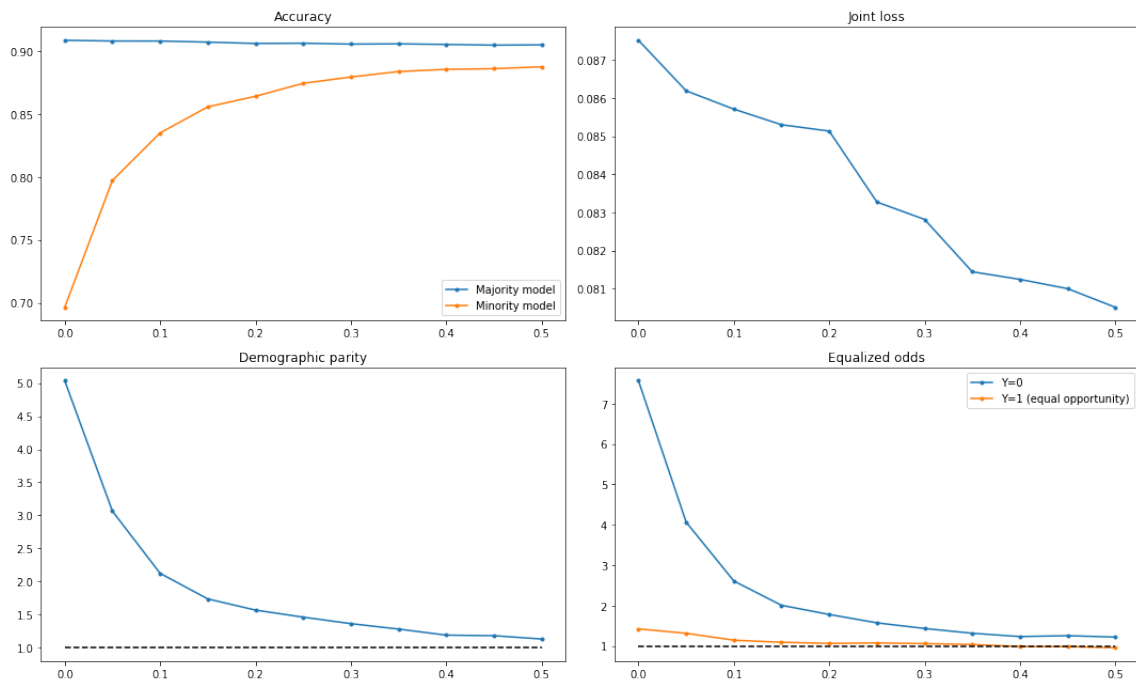 Accuracy
0.90
0.85
0.80
0.75
0.70
Majority model
Minority model
0.0 0.1 0.2 0.3 0.4 0.5
Joint loss
0.087
0.086
0.085
0.084
0.083
0.082
0.081
0.0 0.1 0.2 0.3 0.4 0.5
Demographic parity
5.0
4.5
4.0
3.5
3.0
2.5
2.0
1.5
1.0
0.0 0.1 0.2 0.3 0.4 0.5
Equalized odds
Y=0
Y=1 (equal opportunity)
7
6
5
4
3
2
1
0.0 0.1 0.2 0.3 0.4 0.5